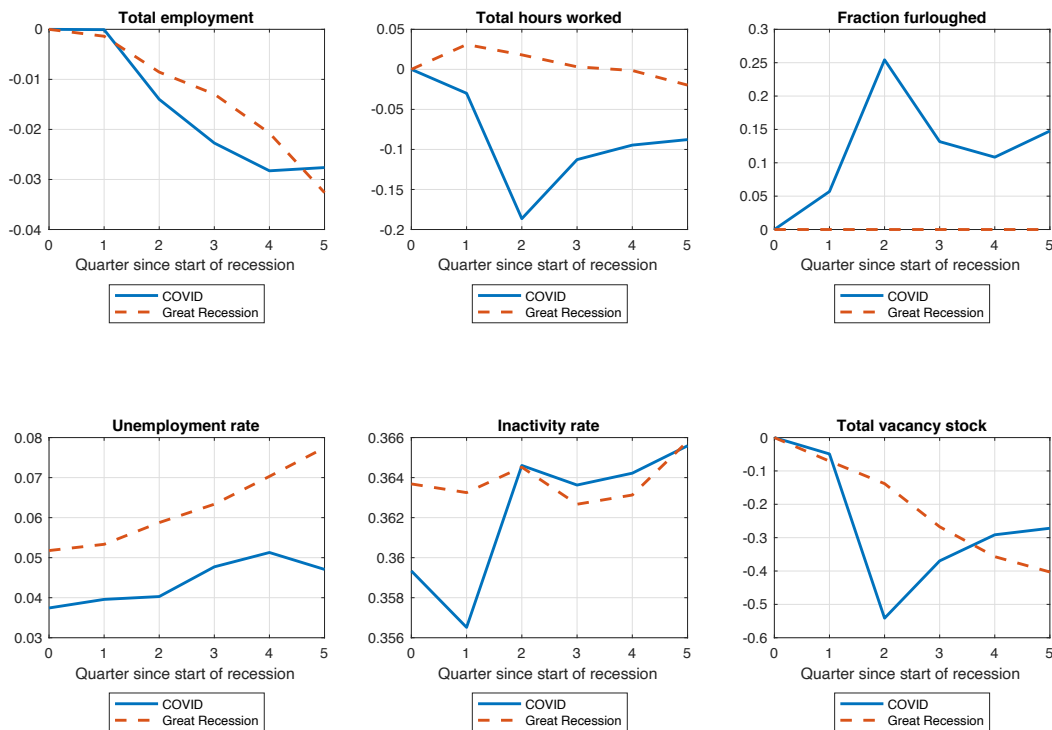 Total employment
0
-0.01
-0.02
-0.03
-0.04
0 1 2 3 4 5
Quarter since start of recession
COVID
Great Recession
Total hours worked
0.05
0
-0.05
-0.1
-0.15
-0.2
0 1 2 3 4 5
Quarter since start of recession
COVID
Great Recession
Fraction furloughed
0.3
0.25
0.2
0.15
0.1
0.05
0
0 1 2 3 4 5
Quarter since start of recession
COVID
Great Recession
Unemployment rate
0.08
0.07
0.06
0.05
0.04
0.03
0 1 2 3 4 5
Quarter since start of recession
COVID
Great Recession
Inactivity rate
0.366
0.364
0.362
0.36
0.358
0.356
0 1 2 3 4 5
Quarter since start of recession
COVID
Great Recession
Total vacancy stock
0
-0.1
-0.2
-0.3
-0.4
-0.5
-0.6
0 1 2 3 4 5
Quarter since start of recession
COVID
Great Recession